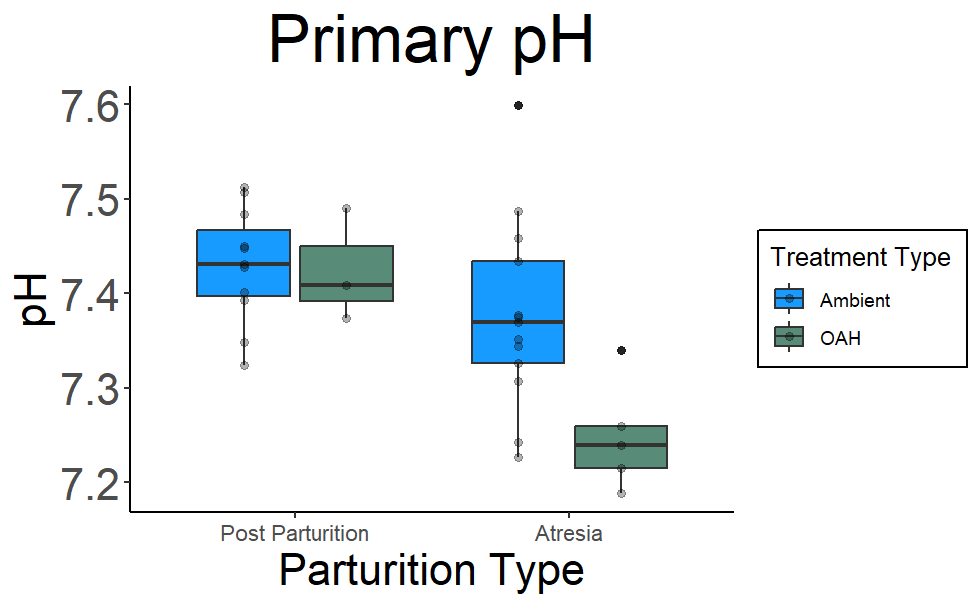 Primary pH
7.6
7.5
7.4
7.3
7.2
pH
Post Parturition
Atresia
Parturition Type
Treatment Type
Ambient
OAH